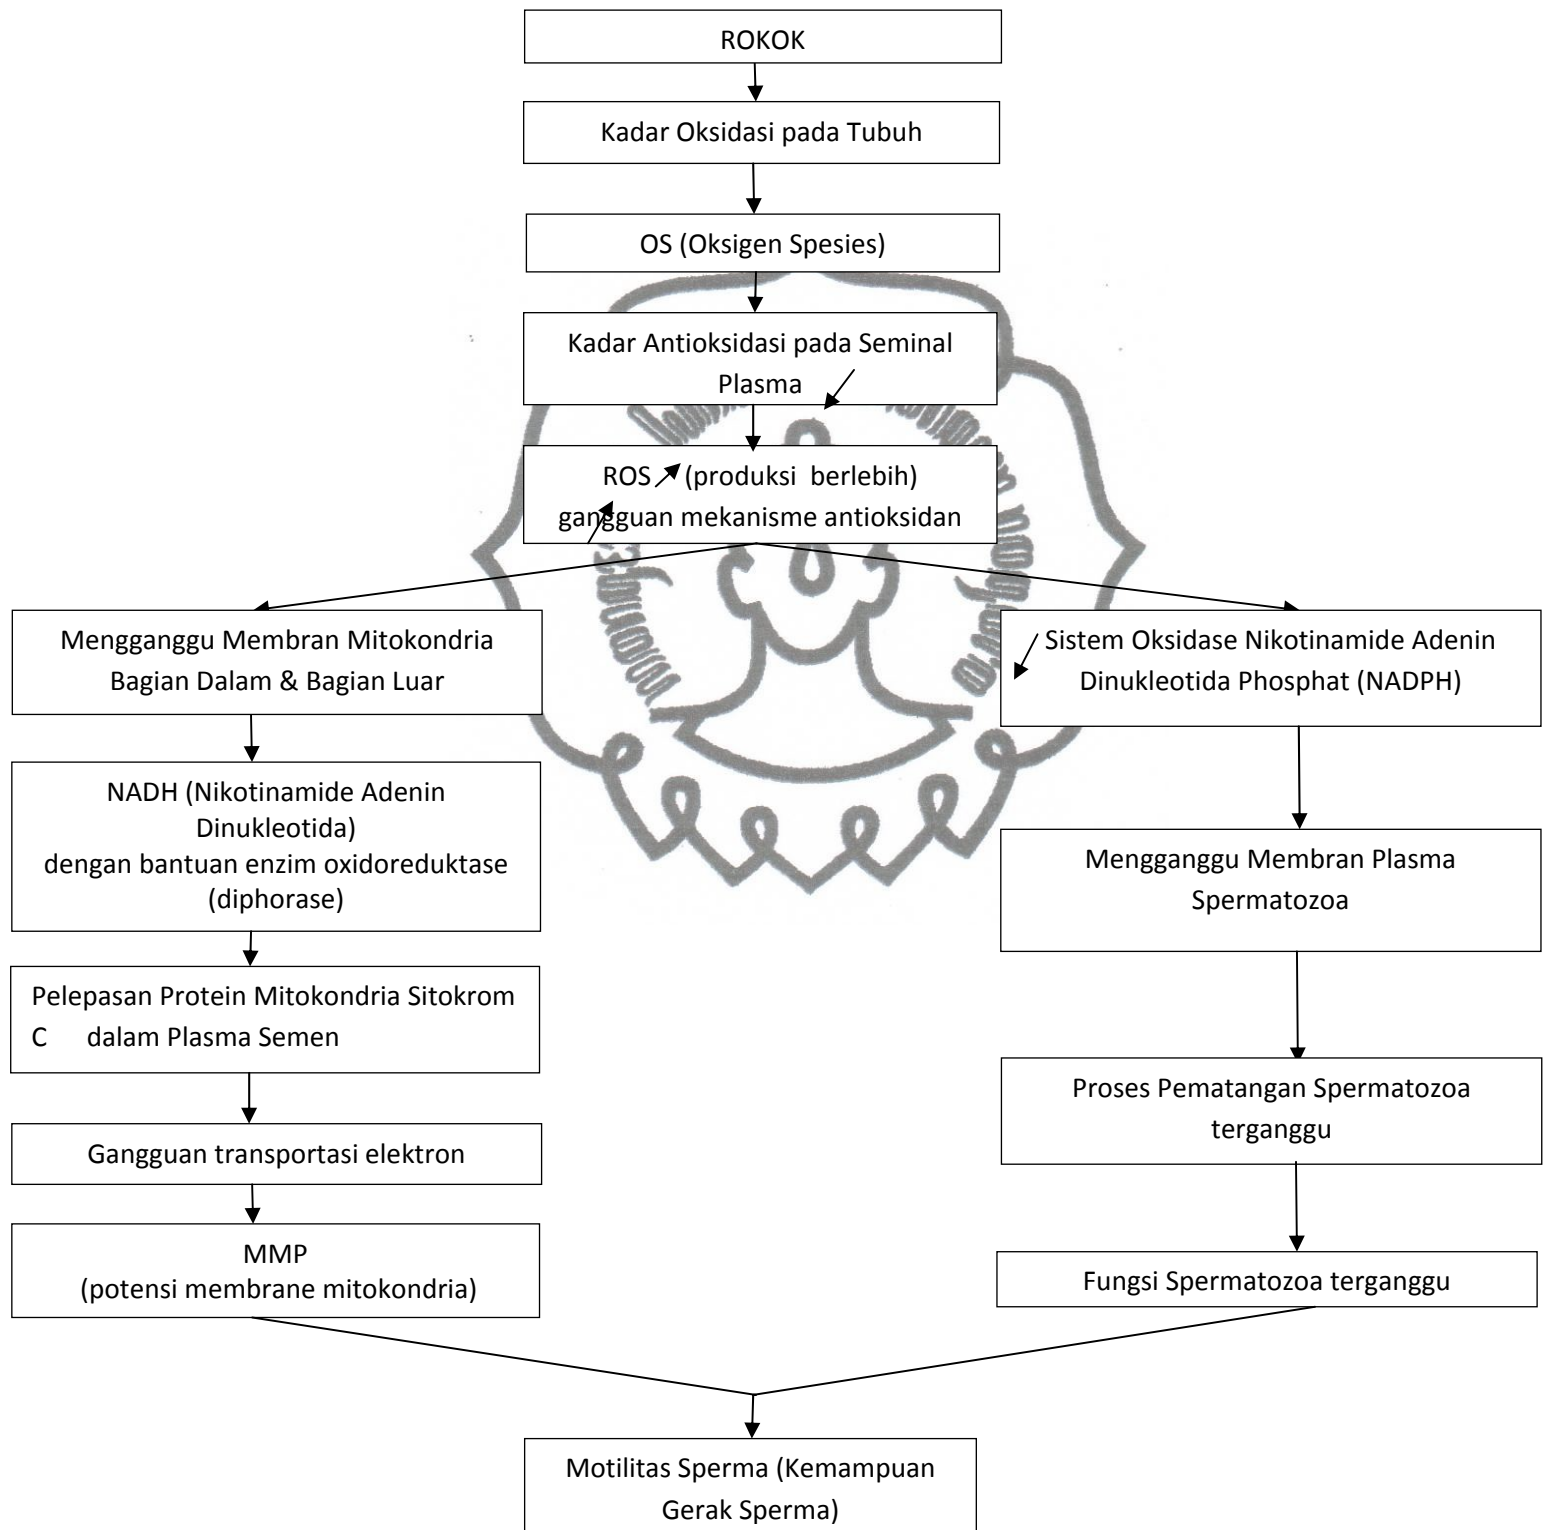 ROKOK
Kadar Oksidasi pada Tubuh
OS (Oksigen Spesies)
Kadar Antioksidasi pada Seminal
Plasma
ROS (produksi berlebih)
gangguan mekanisme antioksidan
Mengganggu Membran Mitokondria
Bagian Dalam & Bagian Luar
NADH (Nikotinamide Adenin
Dinukleotida)
dengan bantuan enzim oxidoreduktase
(diphorase)
Pelepasan Protein Mitokondria Sitokrom
C dalam Plasma Semen
Gangguan transportasi elektron
MMP
(potensi membrane mitokondria)
Sistem Oksidase Nikotinamide Adenin
Dinukleotida Phosphat (NADPH)
Mengganggu Membran Plasma
Spermatozoa
Proses Pematangan Spermatozoa
terganggu
Fungsi Spermatozoa terganggu
Motilitas Sperma (Kemampuan
Gerak Sperma)